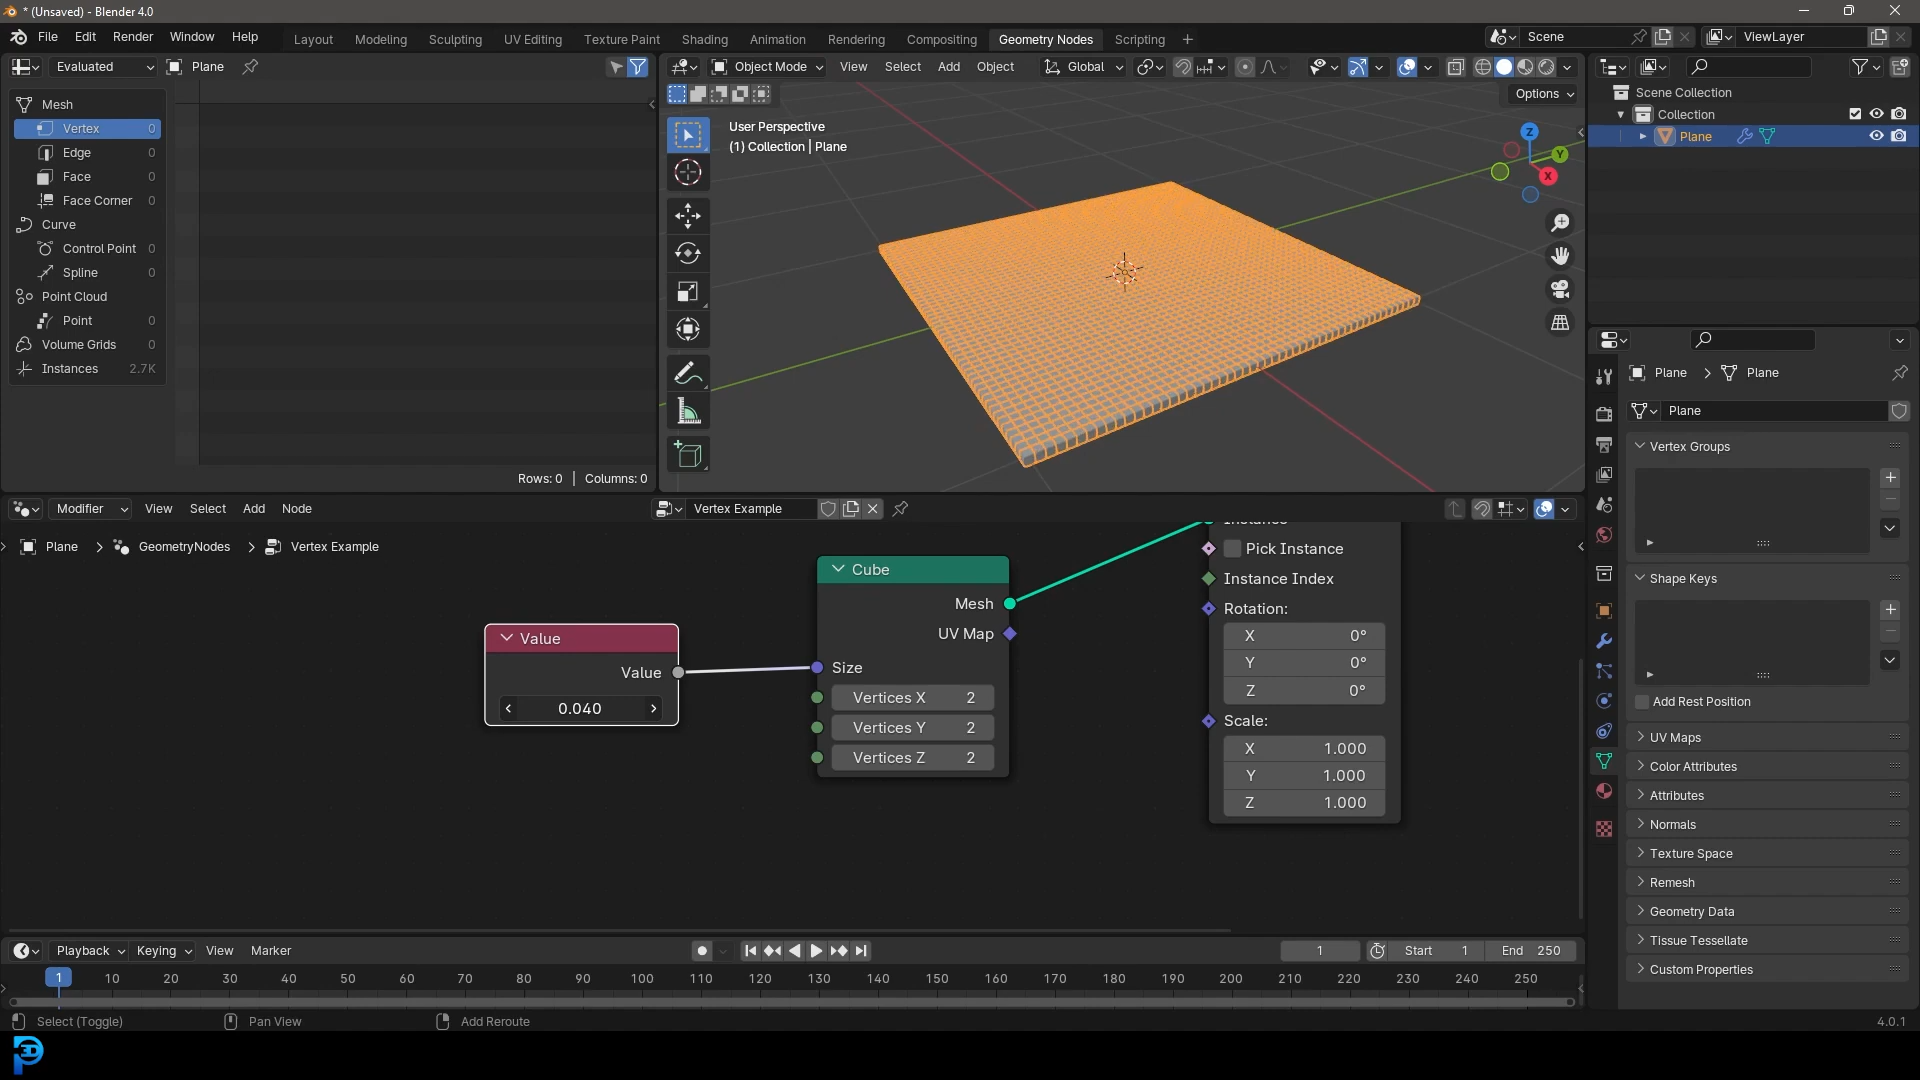 * (Unsaved) - Blender 4.0
File Edit Render Window Help Layout Modeling Sculpting UV Editing Texture Paint Shading Animation Rendering Compositing Geometry Nodes Scripting + Scene ViewLayer
Evaluated Plane
Object Mode View Select Add Object Global
Options
Mesh
Vertex 0
Edge 0
Face 0
Face Corner 0
Curve
Control Point 0
Spline 0
Point Cloud
Point 0
Volume Grids 0
Instances 2.7K
Rows: 0 | Columns: 0
User Perspective
(1) Collection | Plane
Z
Y
X
Scene Collection
Collection
Plane
Plane > Plane
Plane
Vertex Groups
Shape Keys
Add Rest Position
UV Maps
Color Attributes
Attributes
Normals
Texture Space
Remesh
Geometry Data
Tissue Tessellate
Custom Properties
Modifier View Select Add Node Vertex Example
Plane > GeometryNodes > Vertex Example
Value
Value
0.040
Cube
Mesh
UV Map
Size
Vertices X 2
Vertices Y 2
Vertices Z 2
Instance
Pick Instance
Instance Index
Rotation:
X 0°
Y 0°
Z 0°
Scale:
X 1.000
Y 1.000
Z 1.000
Playback Keying View Marker 1 Start 1 End 250
1 10 20 30 40 50 60 70 80 90 100 110 120 130 140 150 160 170 180 190 200 210 220 230 240 250
Select (Toggle) Pan View Add Reroute 4.0.1
3D